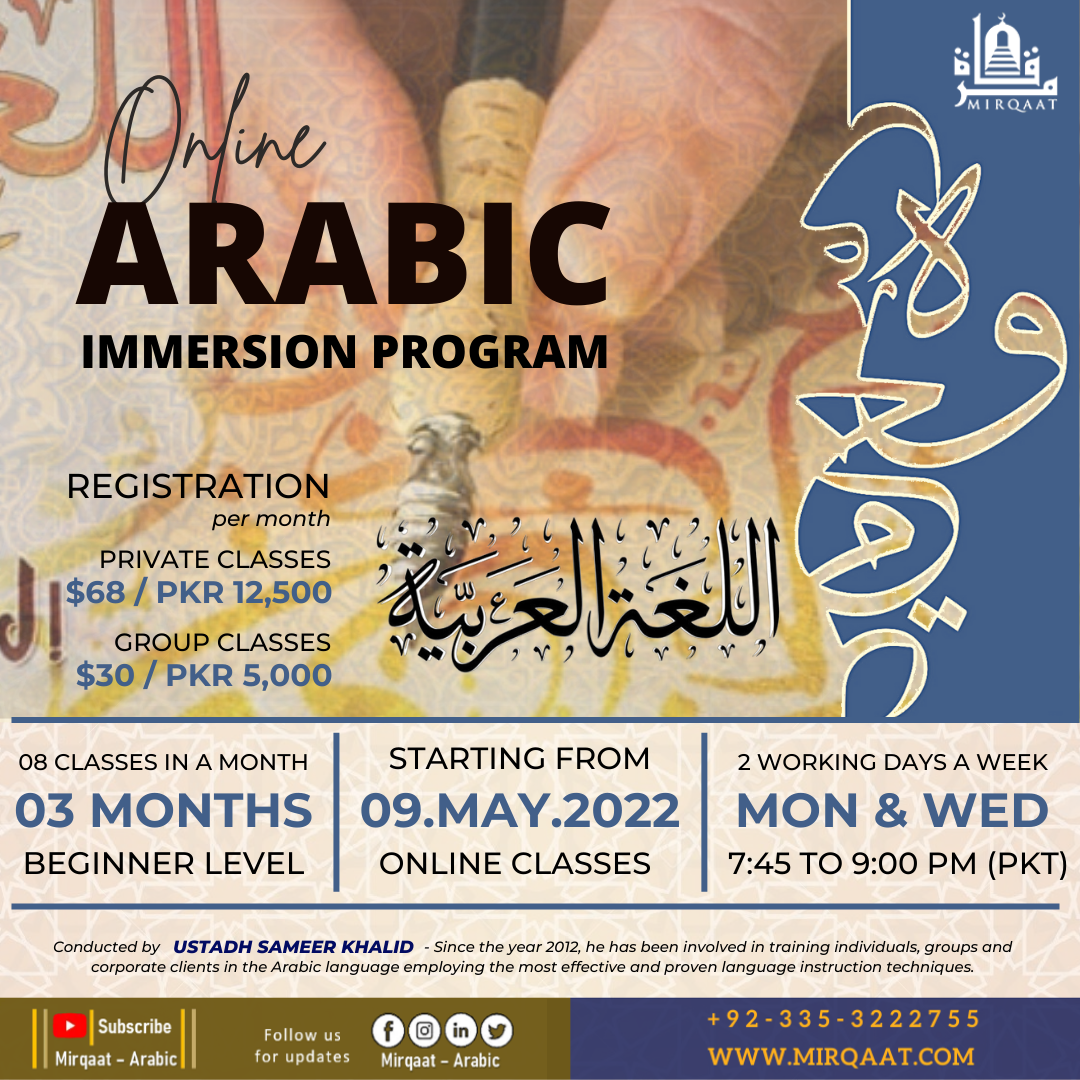 مرقاة
MIRQAAT
Online
ARABIC
IMMERSION PROGRAM
REGISTRATION
per month
PRIVATE CLASSES
$68 / PKR 12,500
GROUP CLASSES
$30 / PKR 5,000
اللغة العربية
08 CLASSES IN A MONTH
03 MONTHS
BEGINNER LEVEL
STARTING FROM
09.MAY.2022
ONLINE CLASSES
2 WORKING DAYS A WEEK
MON & WED
7:45 TO 9:00 PM (PKT)
Conducted by USTADH SAMEER KHALID - Since the year 2012, he has been involved in training individuals, groups and
corporate clients in the Arabic language employing the most effective and proven language instruction techniques.
Subscribe
Mirqaat – Arabic
Follow us
for updates
Mirqaat – Arabic
+92-335-3222755
WWW.MIRQAAT.COM